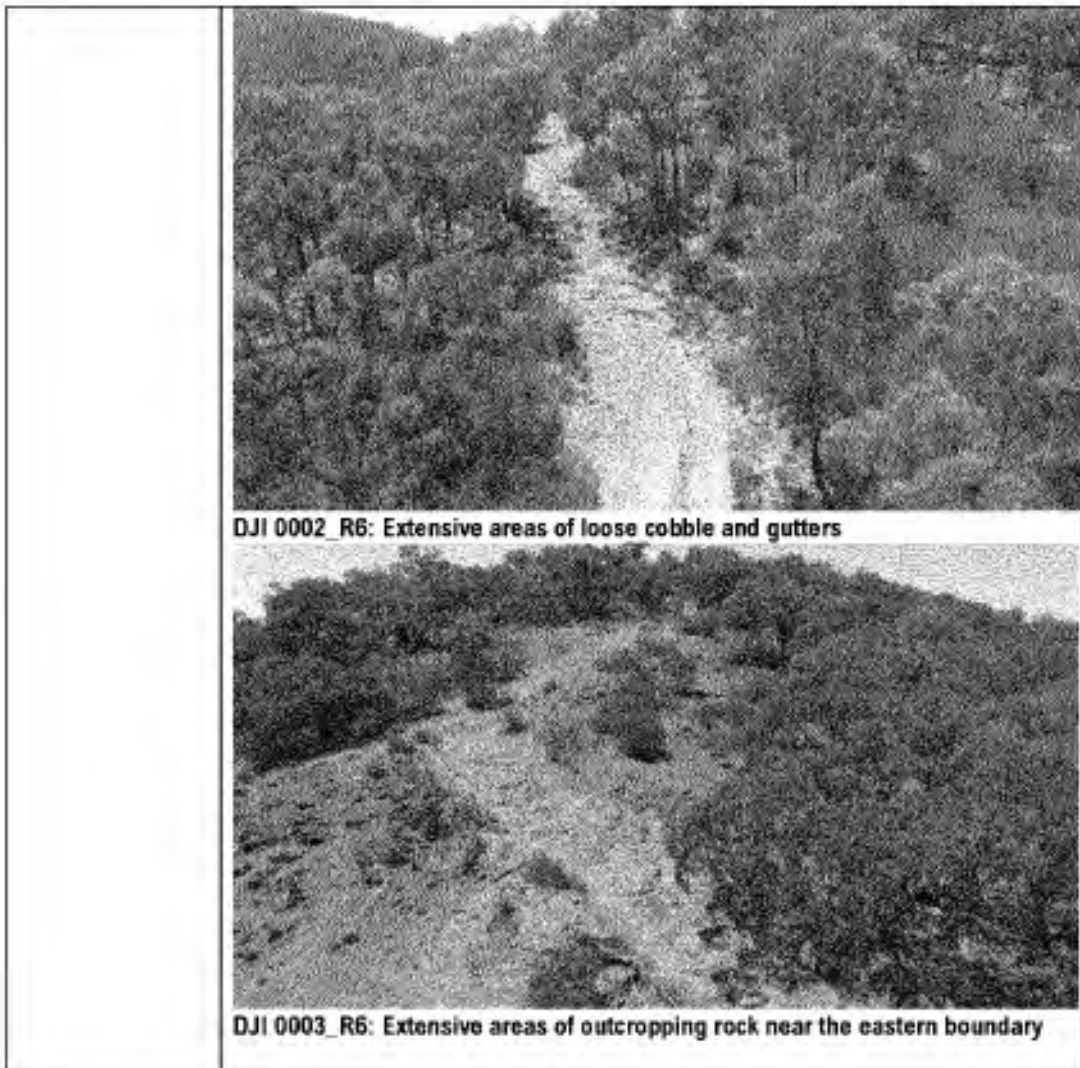 DJI 0002_R6: Extensive areas of loose cobble and gutters
DJI 0003_R6: Extensive areas of outcropping rock near the eastern boundary